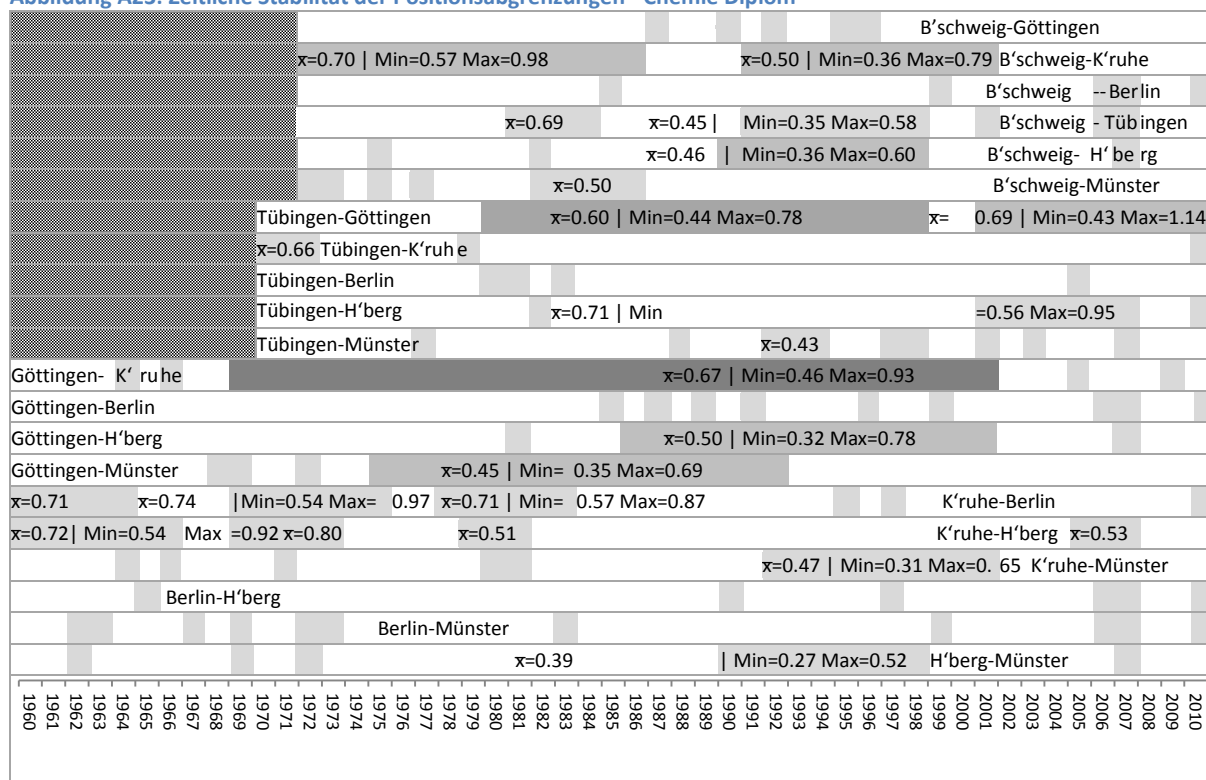 Abbildung A23: Zeitliche Stabilität der Positionsabgrenzungen - Chemie Diplom
B’schweig-Göttingen
x̅=0.70 | Min=0.57 Max=0.98 x̅=0.50 | Min=0.36 Max=0.79 B’schweig-K‘ruhe
B‘schweig --Berlin
x̅=0.69 x̅=0.45 | Min=0.35 Max=0.58 B’schweig - Tübingen
x̅=0.46 | Min=0.36 Max=0.60 B’schweig- H‘ be rg
x̅=0.50 B’schweig-Münster
Tübingen-Göttingen x̅=0.60 | Min=0.44 Max=0.78 x̅= 0.69 | Min=0.43 Max=1.14
x̅=0.66 Tübingen-K‘ruh e
Tübingen-Berlin
Tübingen-H‘berg x̅=0.71 | Min =0.56 Max=0.95
Tübingen-Münster x̅=0.43
Göttingen- K‘ ru he x̅=0.67 | Min=0.46 Max=0.93
Göttingen-Berlin
Göttingen-H‘berg x̅=0.50 | Min=0.32 Max=0.78
Göttingen-Münster x̅=0.45 | Min= 0.35 Max=0.69
x̅=0.71 x̅=0.74 |Min=0.54 Max= 0.97 x̅=0.71 | Min= 0.57 Max=0.87 K‘ruhe-Berlin
x̅=0.72| Min=0.54 Max =0.92 x̅=0.80 x̅=0.51 K‘ruhe-H‘berg x̅=0.53
x̅=0.47 | Min=0.31 Max=0. 65 K‘ruhe-Münster
Berlin-H‘berg
Berlin-Münster
x̅=0.39 | Min=0.27 Max=0.52 H‘berg-Münster
1960 1961 1962 1963 1964 1965 1966 1967 1968 1969 1970 1971 1972 1973 1974 1975 1976 1977 1978 1979 1980 1981 1982 1983 1984 1985 1986 1987 1988 1989 1990 1991 1992 1993 1994 1995 1996 1997 1998 1999 2000 2001 2002 2003 2004 2005 2006 2007 2008 2009 2010